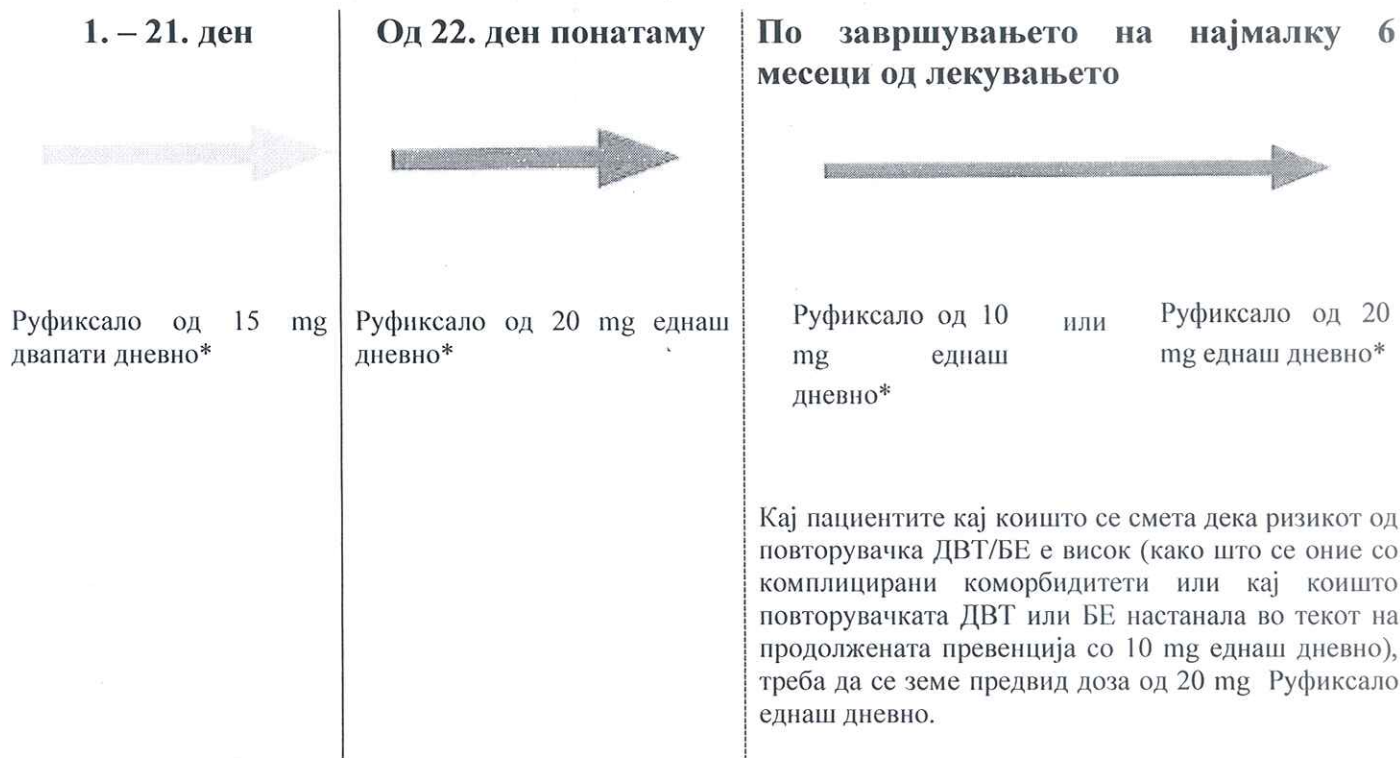 1. – 21. ден
Од 22. ден понатаму
По завршувањето на најмалку 6
месеци од лекувањето
Руфиксало од 15 mg
двапати дневно*
Руфиксало од 20 mg еднаш
дневно*
Руфиксало од 10
mg еднаш
дневно*
или
Руфиксало од 20
mg еднаш дневно*
Кај пациентите кај коишто се смета дека ризикот од
повторувачка ДВТ/БЕ е висок (како што се оние со
комплицирани коморбидитети или кај коишто
повторувачката ДВТ или БЕ настанала во текот на
продолжената превенција со 10 mg еднаш дневно),
треба да се земе предвид доза од 20 mg Руфиксало
еднаш дневно.